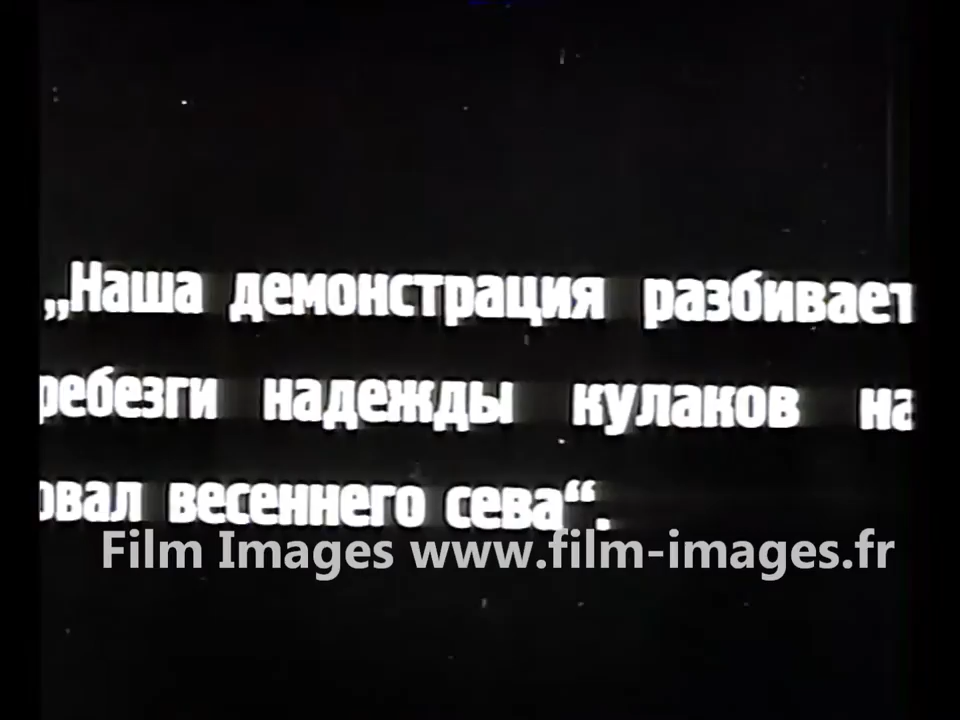 „Наша демонстрация разбивает
ребезги надежды кулаков на
овал весеннего сева“.
Film Images www.film-images.fr